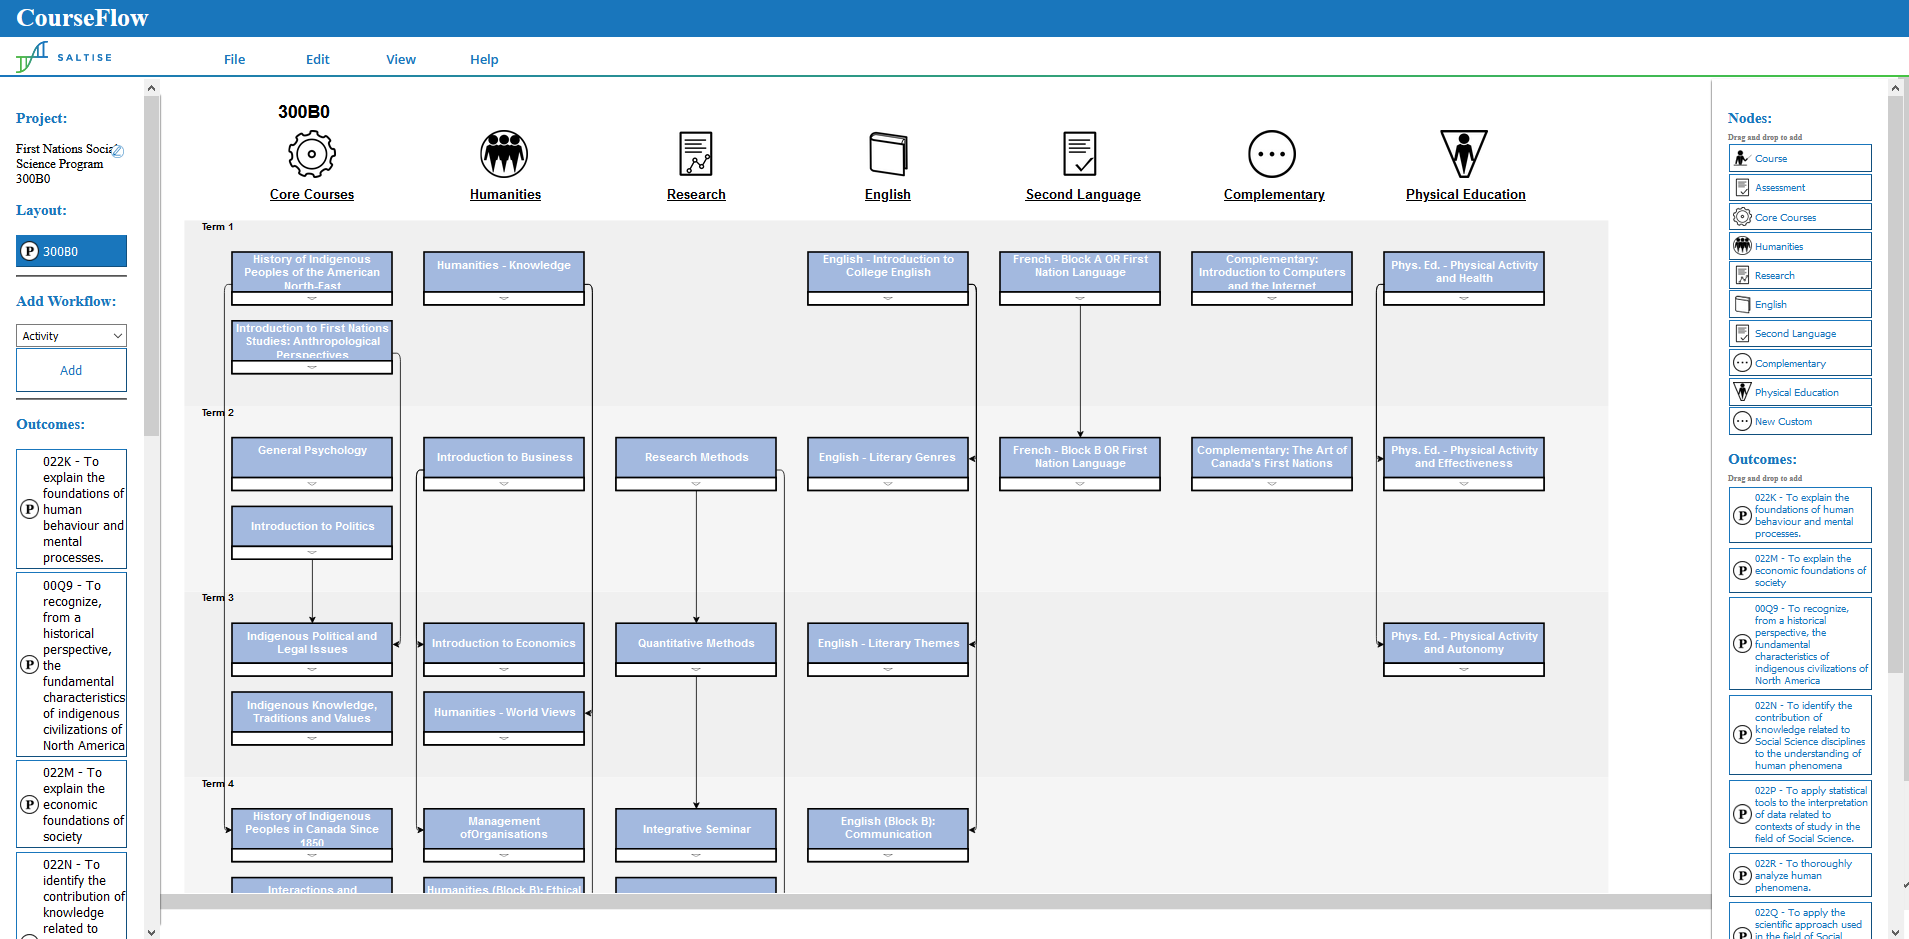 CourseFlow
SALTISE
File
Edit
View
Help
Project:
First Nations Social
Science Program
300B0
Layout:
P 300B0
Add Workflow:
Activity
Add
Outcomes:
022K - To
explain the
foundations of
P human
behaviour and
mental
processes.
00Q9 - To
recognize,
from a
historical
perspective,
P the
fundamental
characteristics
of indigenous
civilizations of
North America
022M - To
explain the
P economic
foundations of
society
022N - To
identify the
contribution of
knowledge
related to
300B0
Core Courses
Humanities
Research
English
Second Language
Complementary
Physical Education
Term 1
History of Indigenous
Peoples of the American
North-East
Humanities - Knowledge
English - Introduction to
College English
French - Block A OR First
Nation Language
Complementary:
Introduction to Computers
and the Internet
Phys. Ed. - Physical Activity
and Health
Introduction to First Nations
Studies: Anthropological
Perspectives
Term 2
General Psychology
Introduction to Business
Research Methods
English - Literary Genres
French - Block B OR First
Nation Language
Complementary: The Art of
Canada's First Nations
Phys. Ed. - Physical Activity
and Effectiveness
Introduction to Politics
Term 3
Indigenous Political and
Legal Issues
Introduction to Economics
Quantitative Methods
English - Literary Themes
Phys. Ed. - Physical Activity
and Autonomy
Indigenous Knowledge,
Traditions and Values
Humanities - World Views
Term 4
History of Indigenous
Peoples in Canada Since
1850
Management
ofOrganisations
Integrative Seminar
English (Block B):
Communication
Interactions and
Humanities (Block B): Ethical
Nodes:
Drag and drop to add
Course
Assessment
Core Courses
Humanities
Research
English
Second Language
Complementary
Physical Education
New Custom
Outcomes:
Drag and drop to add
022K - To explain the
foundations of human
P behaviour and mental
processes.
022M - To explain the
P economic foundations of
society
00Q9 - To recognize,
from a historical
perspective, the
P fundamental
characteristics of
indigenous civilizations of
North America
022N - To identify the
contribution of
knowledge related to
P Social Science disciplines
to the understanding of
human phenomena
022P - To apply statistical
tools to the interpretation
P of data related to
contexts of study in the
field of Social Science.
022R - To thoroughly
P analyze human
phenomena.
022Q - To apply the
scientific approach used
P in the field of Social